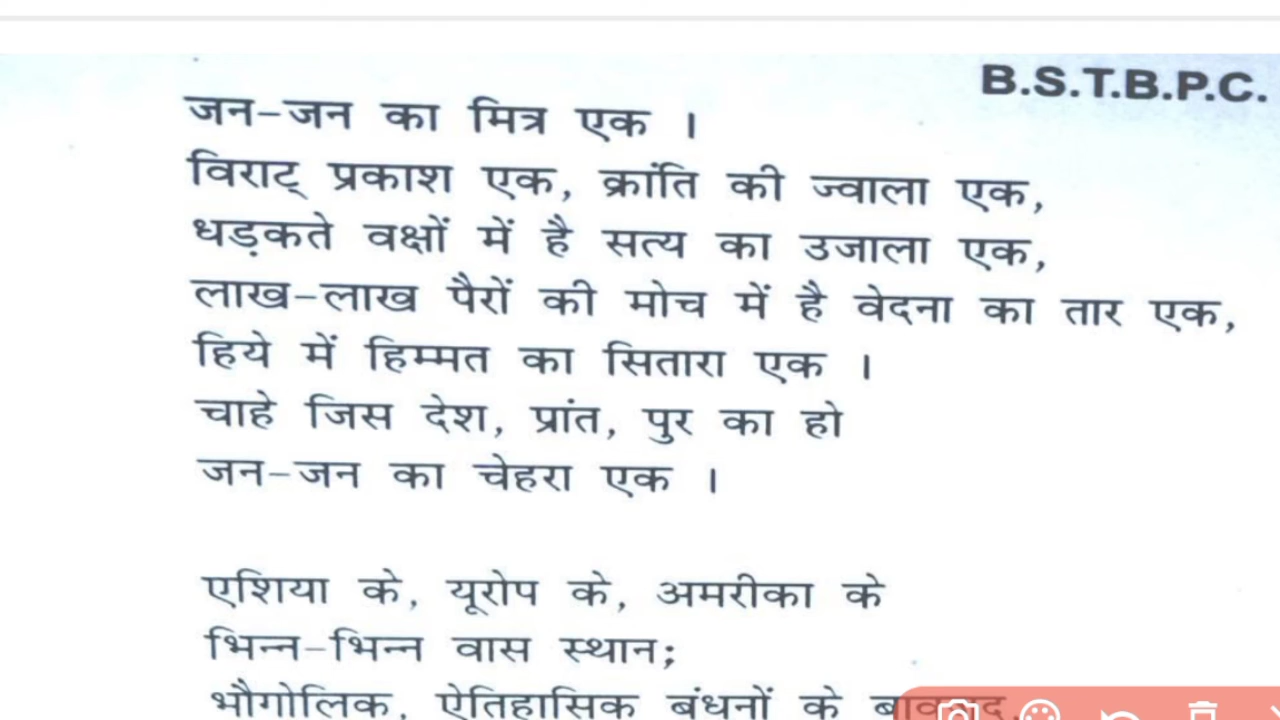 B.S.T.B.P.C.
जन-जन का मित्र एक ।
विराट् प्रकाश एक, क्रांति की ज्वाला एक,
धड़कते वक्षों में है सत्य का उजाला एक,
लाख-लाख पैरों की मोच में है वेदना का तार एक,
हिये में हिम्मत का सितारा एक ।
चाहे जिस देश, प्रांत, पुर का हो
जन-जन का चेहरा एक ।
एशिया के, यूरोप के, अमरीका के
भिन्न-भिन्न वास स्थान;
भौगोलिक, ऐतिहासिक बंधनों के